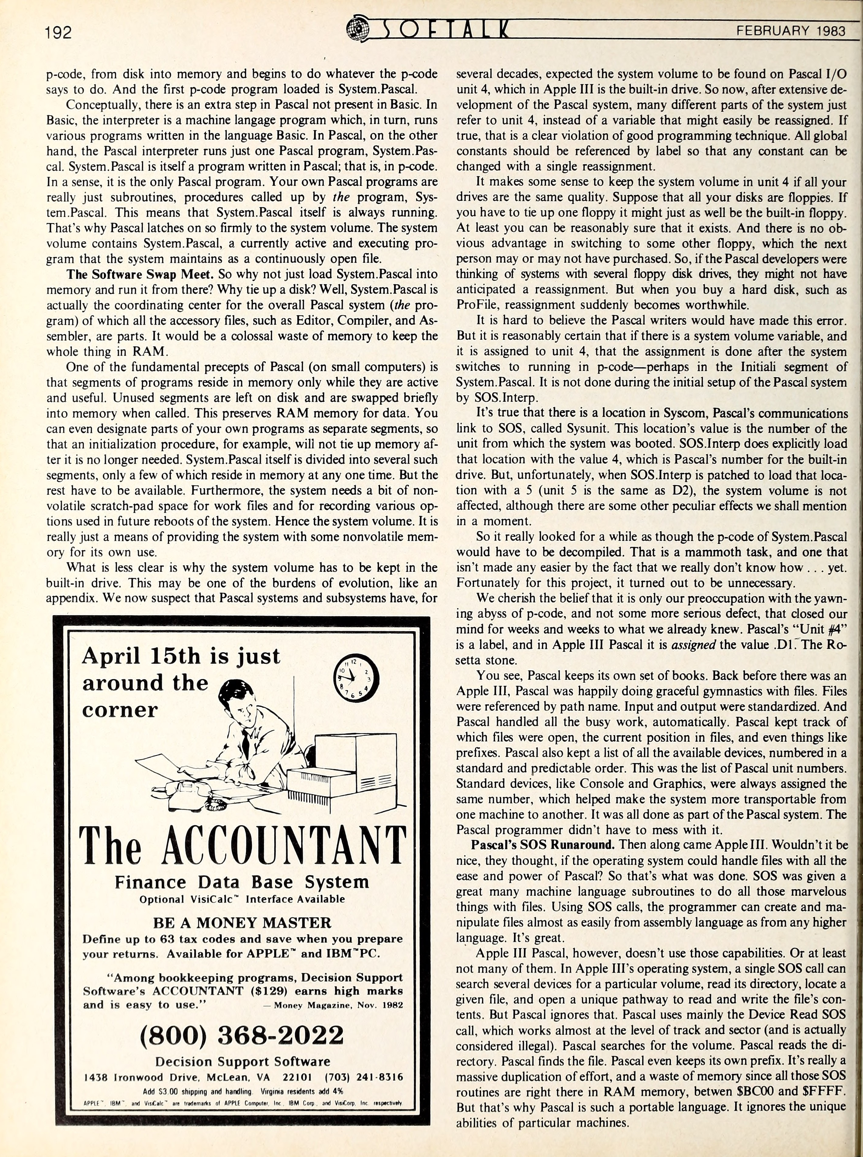 192
SOFTALK
FEBRUARY 1983
p-code, from disk into memory and begins to do whatever the p-code
says to do. And the first p-code program loaded is System.Pascal.
Conceptually, there is an extra step in Pascal not present in Basic. In
Basic, the interpreter is a machine langage program which, in turn, runs
various programs written in the language Basic. In Pascal, on the other
hand, the Pascal interpreter runs just one Pascal program, System.Pas-
cal. System.Pascal is itself a program written in Pascal; that is, in p-code.
In a sense, it is the only Pascal program. Your own Pascal programs are
really just subroutines, procedures called up by the program, Sys-
tem.Pascal. This means that System.Pascal itself is always running.
That's why Pascal latches on so firmly to the system volume. The system
volume contains System.Pascal, a currently active and executing pro-
gram that the system maintains as a continuously open file.
The Software Swap Meet. So why not just load System.Pascal into
memory and run it from there? Why tie up a disk? Well, System.Pascal is
actually the coordinating center for the overall Pascal system (the pro-
gram) of which all the accessory files, such as Editor, Compiler, and As-
sembler, are parts. It would be a colossal waste of memory to keep the
whole thing in RAM.
One of the fundamental precepts of Pascal (on small computers) is
that segments of programs reside in memory only while they are active
and useful. Unused segments are left on disk and are swapped briefly
into memory when called. This preserves RAM memory for data. You
can even designate parts of your own programs as separate segments, so
that an initialization procedure, for example, will not tie up memory af-
ter it is no longer needed. System.Pascal itself is divided into several such
segments, only a few of which reside in memory at any one time. But the
rest have to be available. Furthermore, the system needs a bit of non-
volatile scratch-pad space for work files and for recording various op-
tions used in future reboots of the system. Hence the system volume. It is
really just a means of providing the system with some nonvolatile mem-
ory for its own use.
What is less clear is why the system volume has to be kept in the
built-in drive. This may be one of the burdens of evolution, like an
appendix. We now suspect that Pascal systems and subsystems have, for
several decades, expected the system volume to be found on Pascal I/O
unit 4, which in Apple III is the built-in drive. So now, after extensive de-
velopment of the Pascal system, many different parts of the system just
refer to unit 4, instead of a variable that might easily be reassigned. If
true, that is a clear violation of good programming technique. All global
constants should be referenced by label so that any constant can be
changed with a single reassignment.
It makes some sense to keep the system volume in unit 4 if all your
drives are the same quality. Suppose that all your disks are floppies. If
you have to tie up one floppy it might just as well be the built-in floppy.
At least you can be reasonably sure that it exists. And there is no ob-
vious advantage in switching to some other floppy, which the next
person may or may not have purchased. So, if the Pascal developers were
thinking of systems with several floppy disk drives, they might not have
anticipated a reassignment. But when you buy a hard disk, such as
ProFile, reassignment suddenly becomes worthwhile.
It is hard to believe the Pascal writers would have made this error.
But it is reasonably certain that if there is a system volume variable, and
it is assigned to unit 4, that the assignment is done after the system
switches to running in p-code—perhaps in the Initiali segment of
System.Pascal. It is not done during the initial setup of the Pascal system
by SOS.Interp.
It's true that there is a location in Syscom, Pascal's communications
link to SOS, called Sysunit. This location's value is the number of the
unit from which the system was booted. SOS.Interp does explicitly load
that location with the value 4, which is Pascal's number for the built-in
drive. But, unfortunately, when SOS.Interp is patched to load that loca-
tion with a 5 (unit 5 is the same as D2), the system volume is not
affected, although there are some other peculiar effects we shall mention
in a moment.
So it really looked for a while as though the p-code of System.Pascal
would have to be decompiled. That is a mammoth task, and one that
isn't made any easier by the fact that we really don't know how . . . yet.
Fortunately for this project, it turned out to be unnecessary.
We cherish the belief that it is only our preoccupation with the yawn-
ing abyss of p-code, and not some more serious defect, that closed our
mind for weeks and weeks to what we already knew. Pascal's "Unit #4"
is a label, and in Apple III Pascal it is assigned the value .D1. The Ro-
setta stone.
You see, Pascal keeps its own set of books. Back before there was an
Apple III, Pascal was happily doing graceful gymnastics with files. Files
were referenced by path name. Input and output were standardized. And
Pascal handled all the busy work, automatically. Pascal kept track of
which files were open, the current position in files, and even things like
prefixes. Pascal also kept a list of all the available devices, numbered in a
standard and predictable order. This was the list of Pascal unit numbers.
Standard devices, like Console and Graphics, were always assigned the
same number, which helped make the system more transportable from
one machine to another. It was all done as part of the Pascal system. The
Pascal programmer didn't have to mess with it.
Pascal's SOS Runaround. Then along came Apple III. Wouldn't it be
nice, they thought, if the operating system could handle files with all the
ease and power of Pascal? So that's what was done. SOS was given a
great many machine language subroutines to do all those marvelous
things with files. Using SOS calls, the programmer can create and ma-
nipulate files almost as easily from assembly language as from any higher
language. It's great.
Apple III Pascal, however, doesn't use those capabilities. Or at least
not many of them. In Apple III's operating system, a single SOS call can
search several devices for a particular volume, read its directory, locate a
given file, and open a unique pathway to read and write the file's con-
tents. But Pascal ignores that. Pascal uses mainly the Device Read SOS
call, which works almost at the level of track and sector (and is actually
considered illegal). Pascal searches for the volume. Pascal reads the di-
rectory. Pascal finds the file. Pascal even keeps its own prefix. It's really a
massive duplication of effort, and a waste of memory since all those SOS
routines are right there in RAM memory, betwen $BC00 and $FFFF.
But that's why Pascal is such a portable language. It ignores the unique
abilities of particular machines.
April 15th is just
around the
corner
The ACCOUNTANT
Finance Data Base System
Optional VisiCalc™ Interface Available
BE A MONEY MASTER
Define up to 63 tax codes and save when you prepare
your returns. Available for APPLE™ and IBM™PC.
"Among bookkeeping programs, Decision Support
Software's ACCOUNTANT ($129) earns high marks
and is easy to use." — Money Magazine, Nov. 1982
(800) 368-2022
Decision Support Software
1438 Ironwood Drive, McLean, VA 22101 (703) 241-8316
Add $3.00 shipping and handling. Virginia residents add 4%
APPLE™, IBM™, and VisiCalc™ are trademarks of APPLE Computer, Inc., IBM Corp., and VisiCorp, Inc. respectively